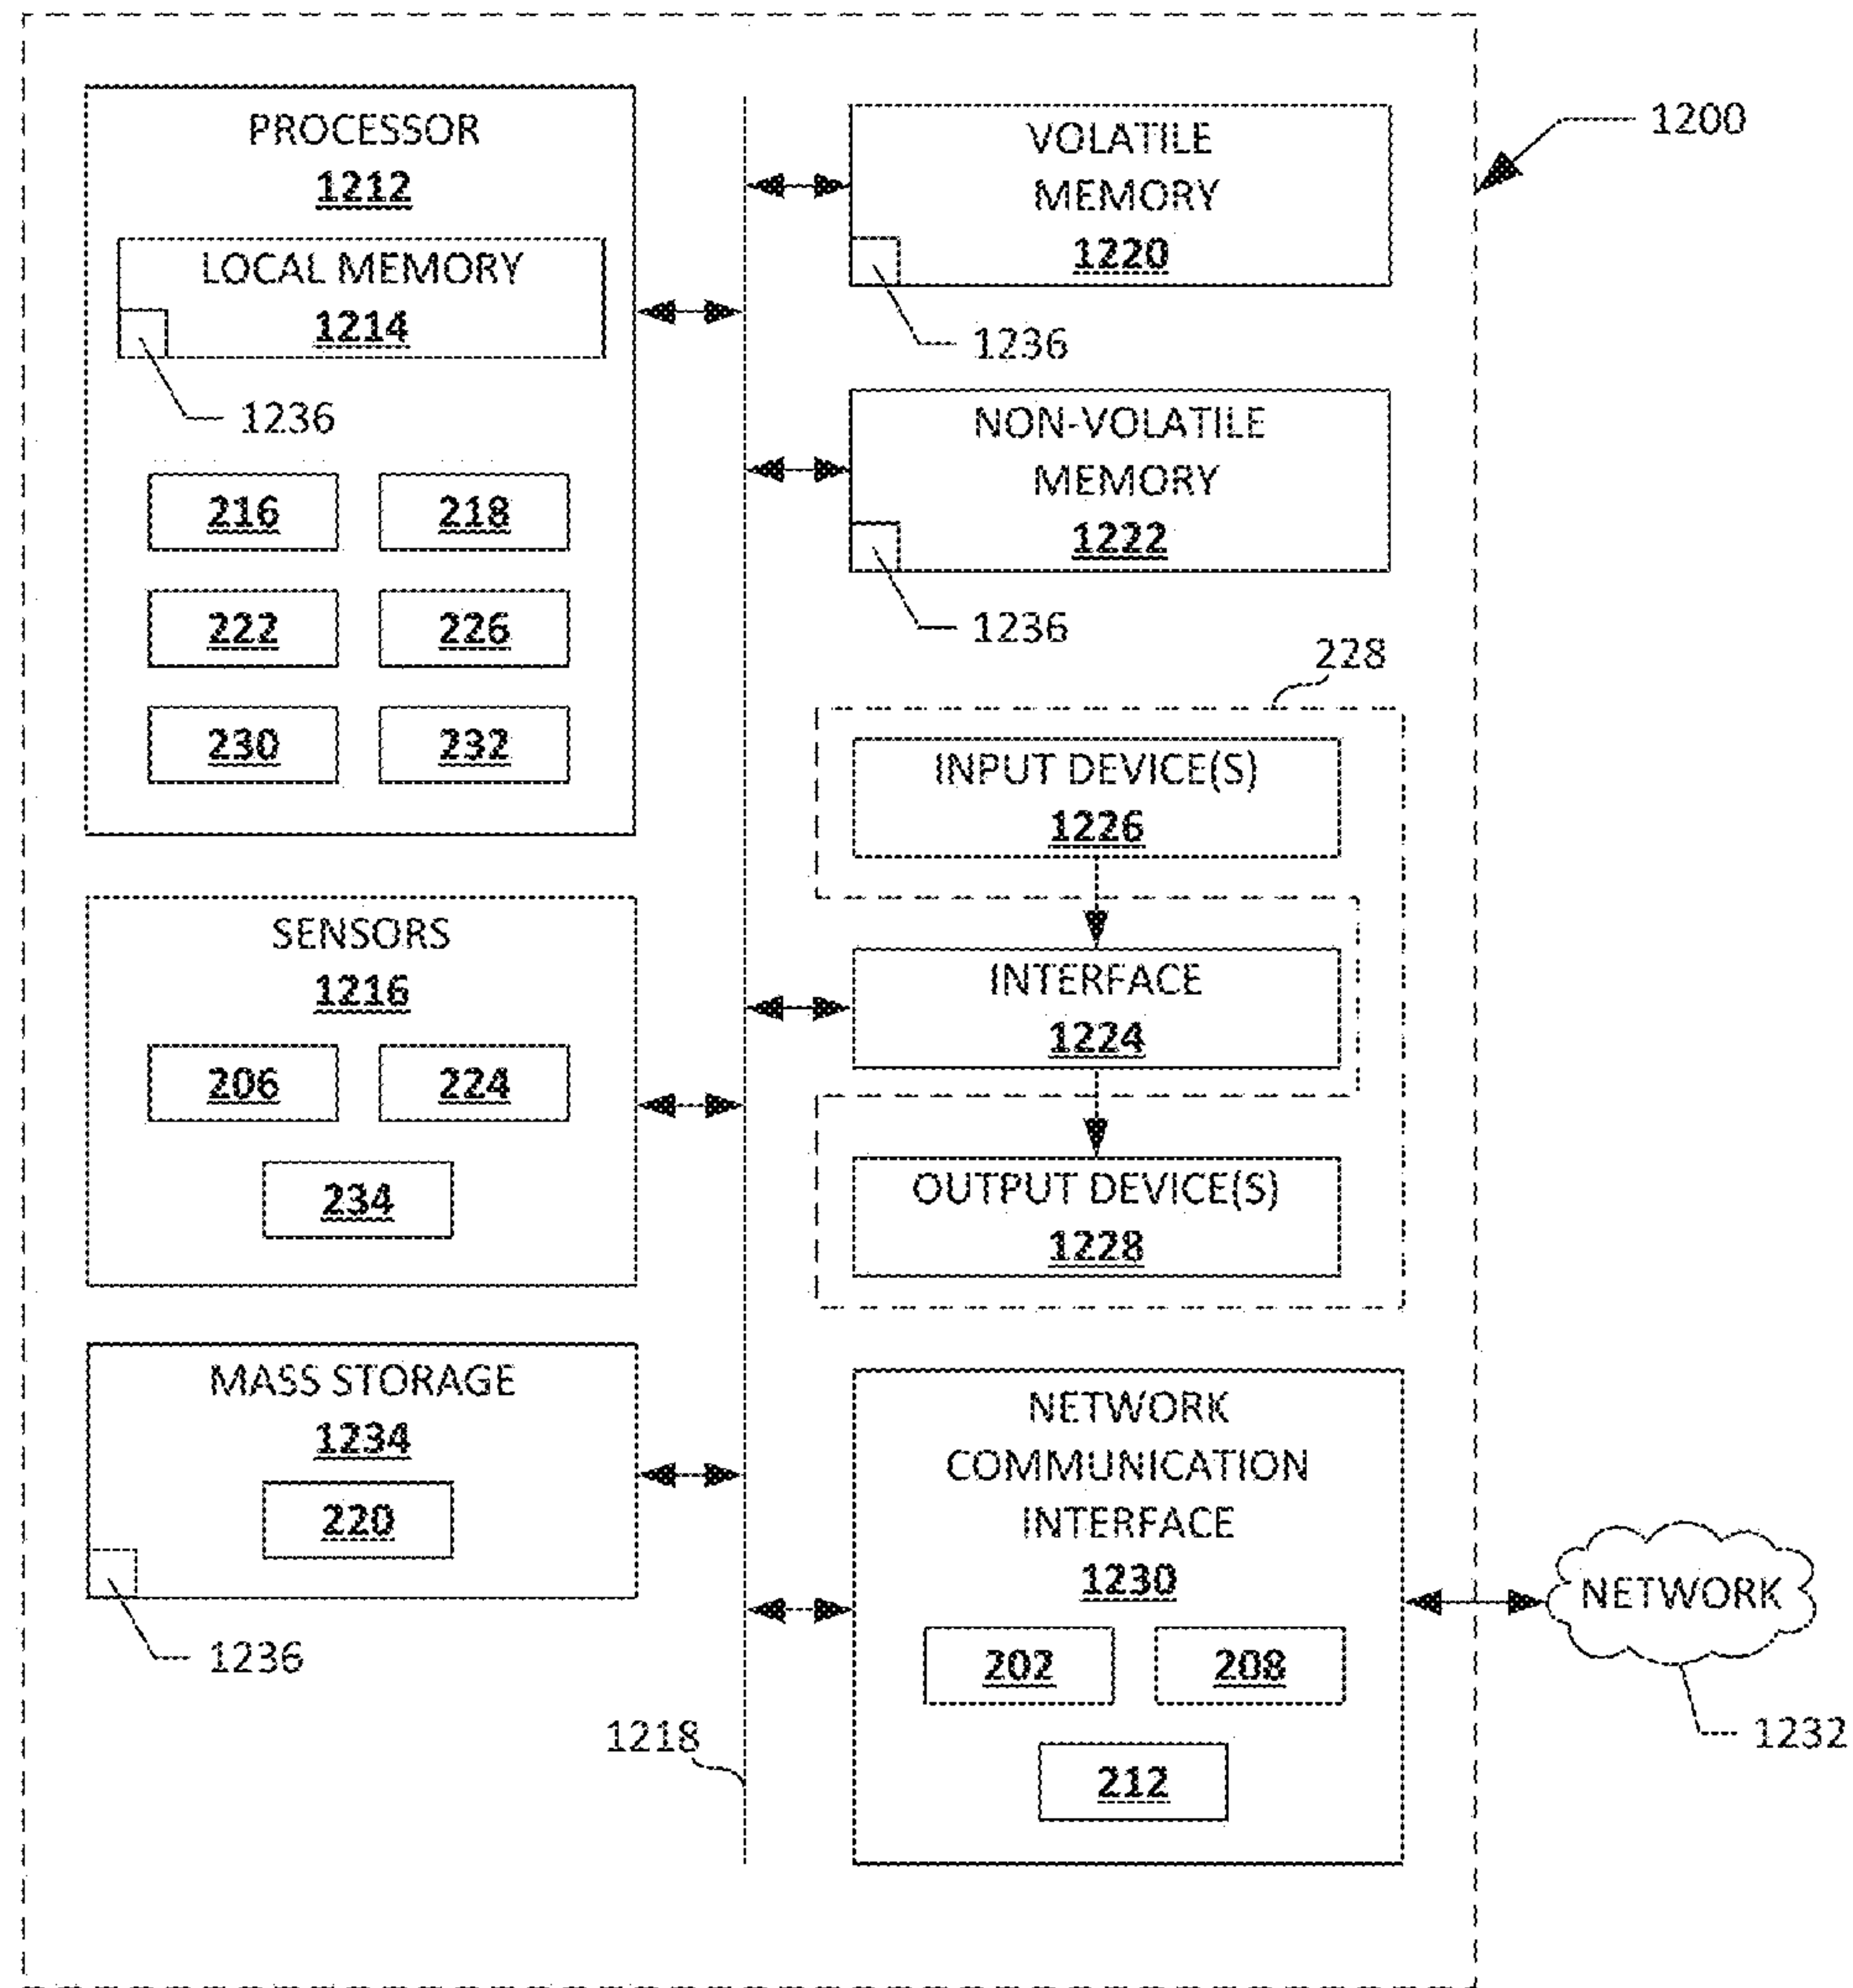 PROCESSOR
1212
LOCAL MEMORY
1214
1236
216
218
222
226
230
232
SENSORS
1216
206
224
234
MASS STORAGE
1234
220
1236
1218
VOLATILE
MEMORY
1220
1236
NON-VOLATILE
MEMORY
1222
1236
228
INPUT DEVICE(S)
1226
INTERFACE
1224
OUTPUT DEVICE(S)
1228
NETWORK
COMMUNICATION
INTERFACE
1230
202
208
212
1200
NETWORK
1232